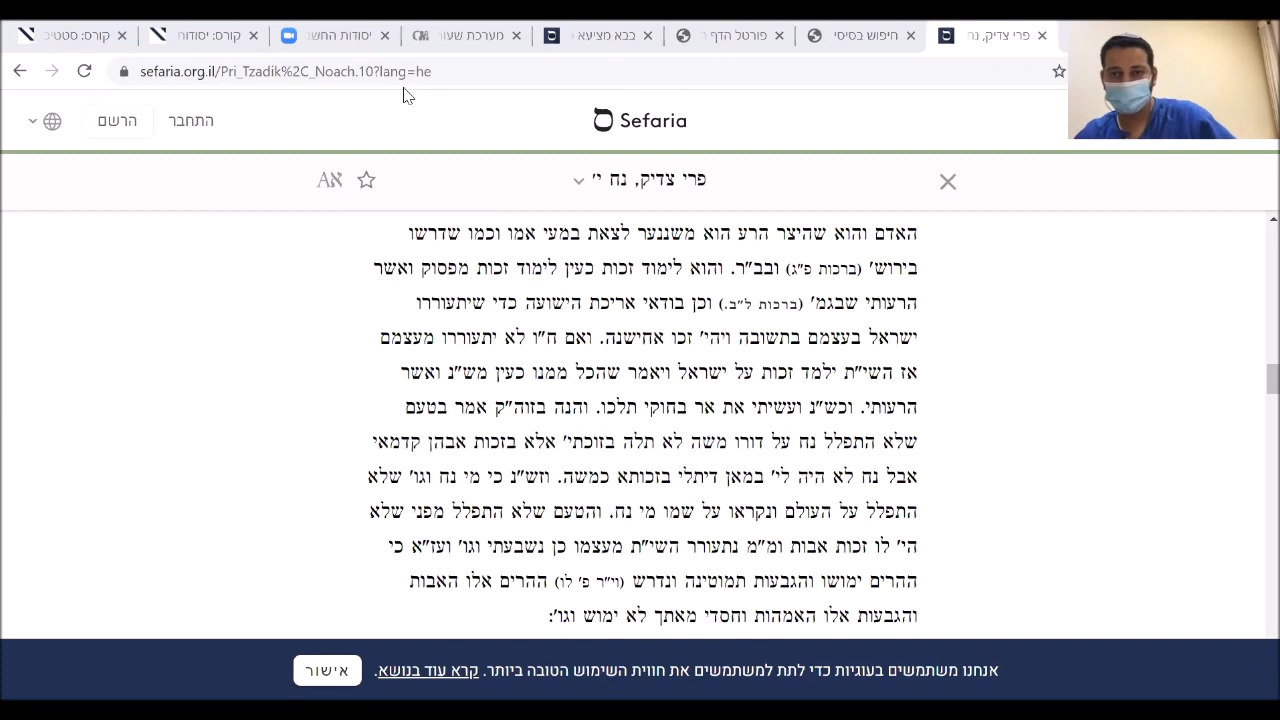 פרי צדיק, נח
חיפוש בסיסי
פורטל הדף ה
בבא מציעא
מערכת שעור
יסודות החשנ
קורס: יסודות
קורס: סטטיכ
sefaria.org.il/Pri_Tzadik%2C_Noach.10?lang=he
Sefaria
התחבר
הרשם
פרי צדיק, נח י׳
האדם והוא שהיצר הרע הוא משננער לצאת במעי אמו וכמו שדרשו
בירוש׳ (ברכות פ״ג) ובב״ר. והוא לימוד זכות כעין לימוד זכות מפסוק ואשר
הרעותי שבגמ׳ (ברכות ל״ב.) וכן בודאי אריכת הישועה כדי שיתעוררו
ישראל בעצמם בתשובה ויהי׳ זכו אחישנה. ואם ח״ו לא יתעוררו מעצמם
אז השי״ת ילמד זכות על ישראל ויאמר שהכל ממנו כעין מש״נ ואשר
הרעותי. וכש״נ ועשיתי את אר בחוקי תלכו. והנה בזוה״ק אמר בטעם
שלא התפלל נח על דורו משה לא תלה בזוכתי׳ אלא בזכות אבהן קדמאי
אבל נח לא היה לי׳ במאן דיתלי בזכותא כמשה. וזש״נ כי מי נח וגו׳ שלא
התפלל על העולם ונקראו על שמו מי נח. והטעם שלא התפלל מפני שלא
הי׳ לו זכות אבות ומ״מ נתעורר השי״ת מעצמו כן נשבעתי וגו׳ ועז״א כי
ההרים ימושו והגבעות תמוטינה ונדרש (וי״ר פ׳ לו) ההרים אלו האבות
והגבעות אלו האמהות וחסדי מאתך לא ימוש וגו׳:
אנחנו משתמשים בעוגיות כדי לתת למשתמשים את חווית השימוש הטובה ביותר. קרא עוד בנושא.
אישור